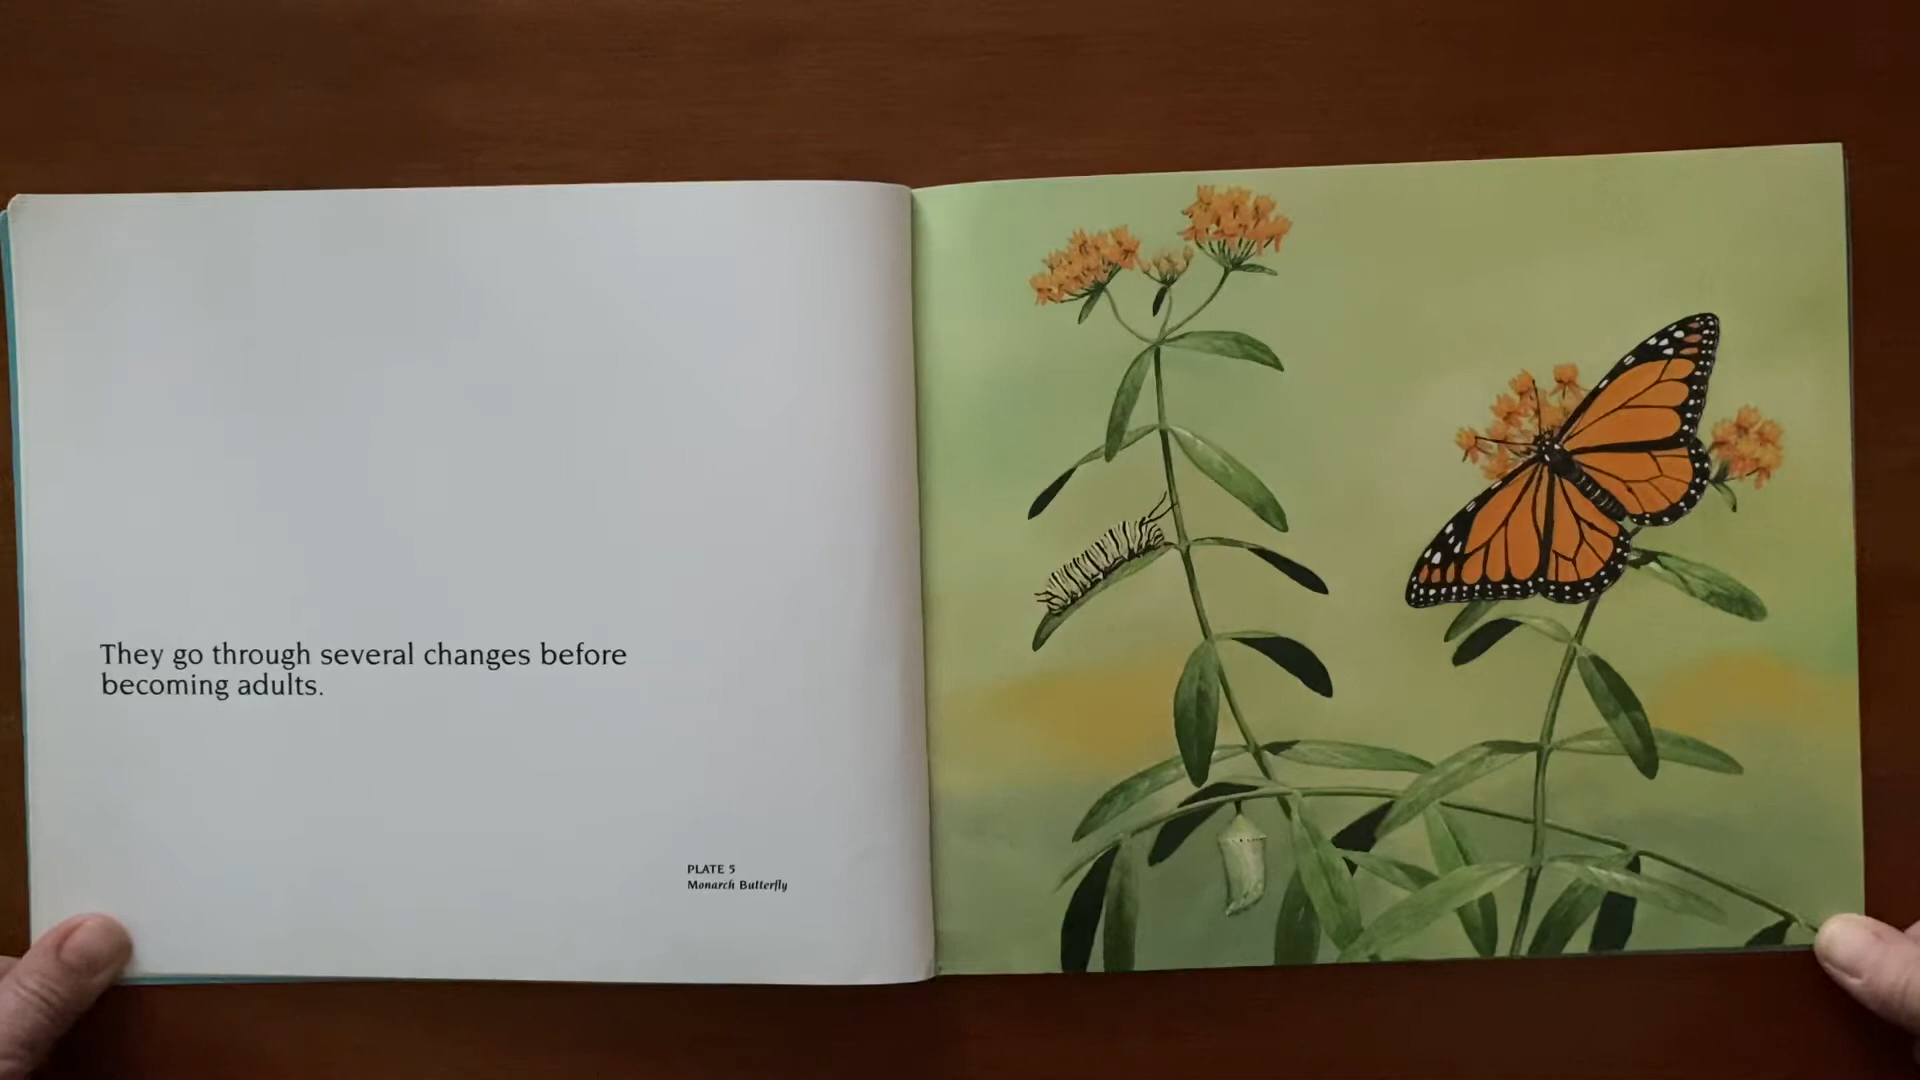 They go through several changes before
becoming adults.
PLATE 5
Monarch Butterfly